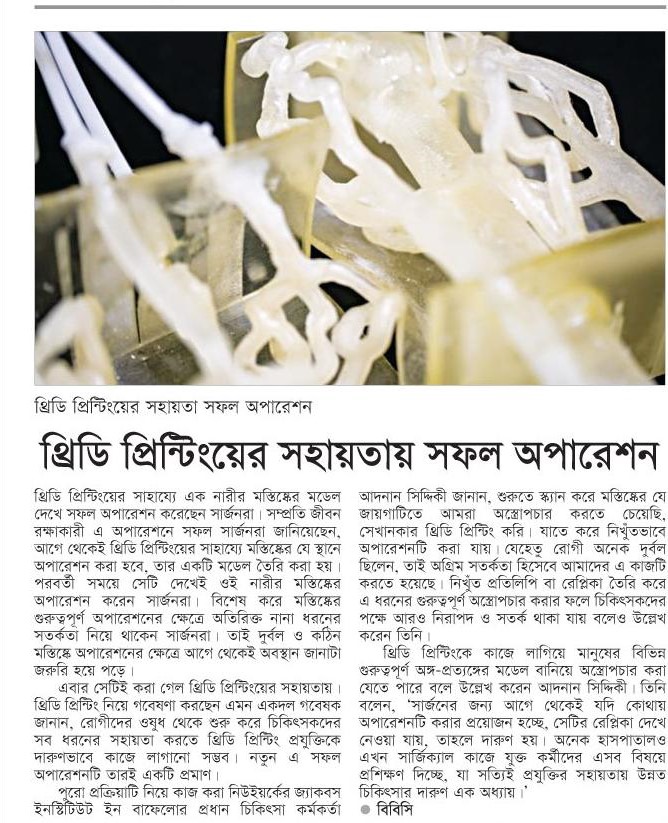 থ্রিডি প্রিন্টিংয়ের সহায়তা সফল অপারেশন
থ্রিডি প্রিন্টিংয়ের সহায়তায় সফল অপারেশন
থ্রিডি প্রিন্টিংয়ের সাহায্যে এক নারীর মস্তিষ্কের মডেল
দেখে সফল অপারেশন করেছেন সার্জনরা। সম্প্রতি জীবন
রক্ষাকারী এ অপারেশনে সফল সার্জনরা জানিয়েছেন,
আগে থেকেই থ্রিডি প্রিন্টিংয়ের সাহায্যে মস্তিষ্কের যে স্থানে
অপারেশন করা হবে, তার একটি মডেল তৈরি করা হয়।
পরবর্তী সময়ে সেটি দেখেই ওই নারীর মস্তিষ্কের
অপারেশন করেন সার্জনরা। বিশেষ করে মস্তিষ্কের
গুরুত্বপূর্ণ অপারেশনের ক্ষেত্রে অতিরিক্ত নানা ধরনের
সতর্কতা নিয়ে থাকেন সার্জনরা। তাই দুর্বল ও কঠিন
মস্তিষ্কে অপারেশনের ক্ষেত্রে আগে থেকেই অবস্থান জানাটা
জরুরি হয়ে পড়ে।
এবার সেটিই করা গেল থ্রিডি প্রিন্টিংয়ের সহায়তায়।
থ্রিডি প্রিন্টিং নিয়ে গবেষণা করছেন এমন একদল গবেষক
জানান, রোগীদের ওষুধ থেকে শুরু করে চিকিৎসকদের
সব ধরনের সহায়তা করতে থ্রিডি প্রিন্টিং প্রযুক্তিকে
দারুণভাবে কাজে লাগানো সম্ভব। নতুন এ সফল
অপারেশনটি তারই একটি প্রমাণ।
পুরো প্রক্রিয়াটি নিয়ে কাজ করা নিউইয়র্কের জ্যাকবস
ইনস্টিটিউট ইন বাফেলোর প্রধান চিকিৎসা কর্মকর্তা
আদনান সিদ্দিকী জানান, শুরুতে স্ক্যান করে মস্তিষ্কের যে
জায়গাটিতে আমরা অস্ত্রোপচার করতে চেয়েছি,
সেখানকার থ্রিডি প্রিন্টিং করি। যাতে করে নিখুঁতভাবে
অপারেশনটি করা যায়। যেহেতু রোগী অনেক দুর্বল
ছিলেন, তাই অগ্রিম সতর্কতা হিসেবে আমাদের এ কাজটি
করতে হয়েছে। নিখুঁত প্রতিলিপি বা রেপ্লিকা তৈরি করে
এ ধরনের গুরুত্বপূর্ণ অস্ত্রোপচার করার ফলে চিকিৎসকদের
পক্ষে আরও নিরাপদ ও সতর্ক থাকা যায় বলেও উল্লেখ
করেন তিনি।
থ্রিডি প্রিন্টিংকে কাজে লাগিয়ে মানুষের বিভিন্ন
গুরুত্বপূর্ণ অঙ্গ-প্রত্যঙ্গের মডেল বানিয়ে অস্ত্রোপচার করা
যেতে পারে বলে উল্লেখ করেন আদনান সিদ্দিকী। তিনি
বলেন, 'সার্জনের জন্য আগে থেকেই যদি কোথায়
অপারেশনটি করার প্রয়োজন হচ্ছে, সেটির রেপ্লিকা দেখে
নেওয়া যায়, তাহলে দারুণ হয়। অনেক হাসপাতালও
এখন সার্জিক্যাল কাজে যুক্ত কর্মীদের এসব বিষয়ে
প্রশিক্ষণ দিচ্ছে, যা সত্যিই প্রযুক্তির সহায়তায় উন্নত
চিকিৎসার দারুণ এক অধ্যায়।'
● বিবিসি